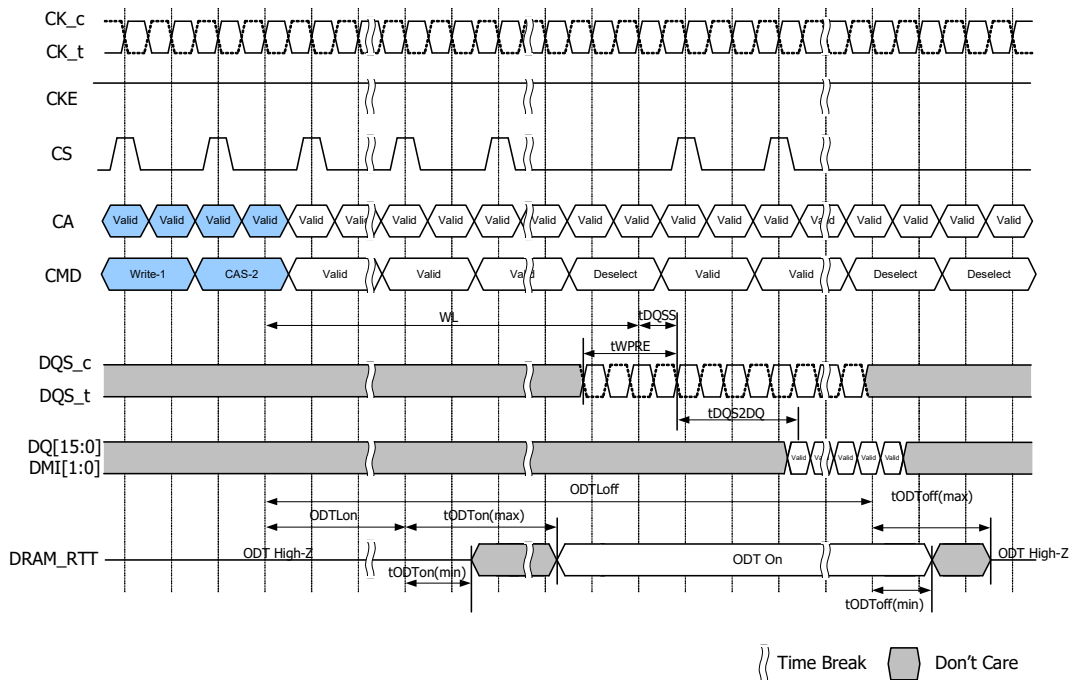 CK_c
CK_t
CKE
CS
CA Valid Valid Valid Valid Valid Valid Valid Valid Valid Valid Valid Valid Valid Valid Valid Valid Valid Valid Valid Valid
CMD Write-1 CAS-2 Valid Valid Valid Deselect Valid Valid Deselect Deselect
WL tDQSS
tWPRE
DQS_c
DQS_t
tDQS2DQ
DQ[15:0]
DMI[1:0]
Valid Valid Valid Valid Valid
ODTLoff tODToff(max)
ODTLon tODTon(max)
DRAM_RTT ODT High-Z ODT On ODT High-Z
tODTon(min) tODToff(min)
Time Break Don't Care